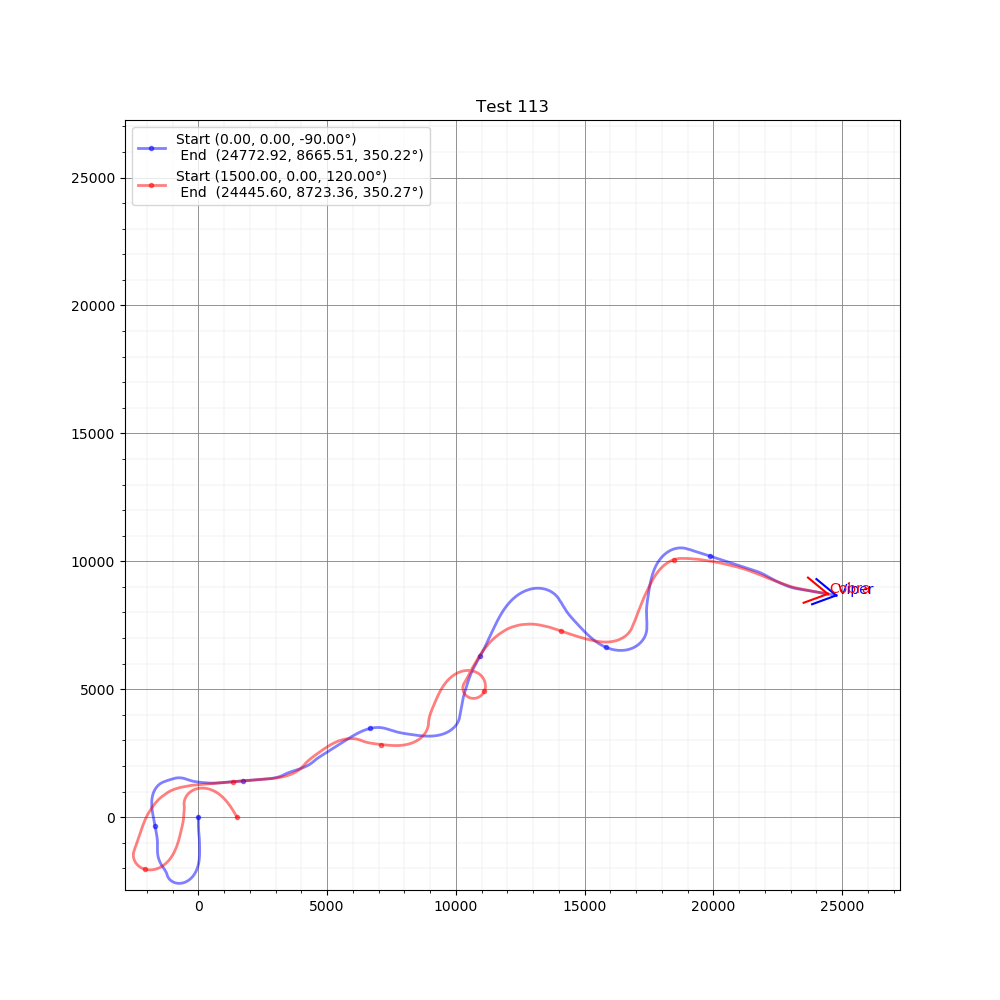 Test 113
Start (0.00, 0.00, -90.00°)
End (24772.92, 8665.51, 350.22°)
Start (1500.00, 0.00, 120.00°)
End (24445.60, 8723.36, 350.27°)
25000
20000
15000
10000
5000
0
Cobra
Viper
0
5000
10000
15000
20000
25000